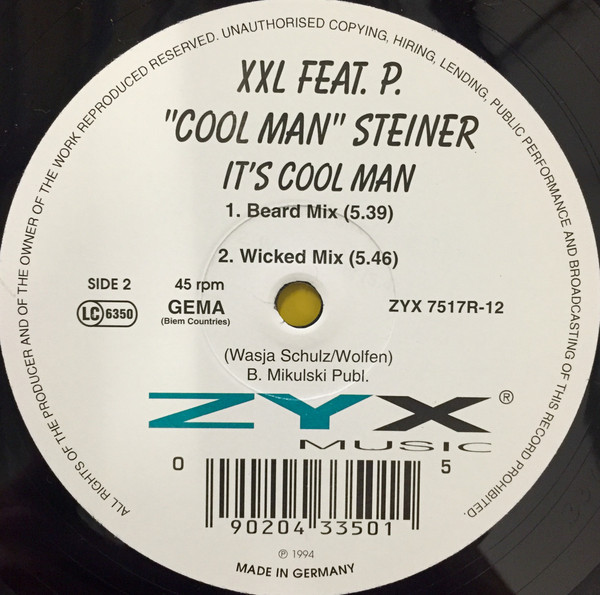 ALL RIGHTS OF THE PRODUCER AND OF THE OWNER OF THE WORK REPRODUCED RESERVED. UNAUTHORISED COPYING, HIRING, LENDING, PUBLIC PERFORMANCE AND BROADCASTING OF THIS RECORD PROHIBITED.
XXL FEAT. P.
"COOL MAN" STEINER
IT'S COOL MAN
1. Beard Mix (5.39)
2. Wicked Mix (5.46)
SIDE 2 45 rpm
LC 6350 GEMA ZYX 7517R-12
(Biem Countries)
(Wasja Schulz/Wolfen)
B. Mikulski Publ.
ZYX®
MUSIC
0 5
90204 33501
℗ 1994
MADE IN GERMANY